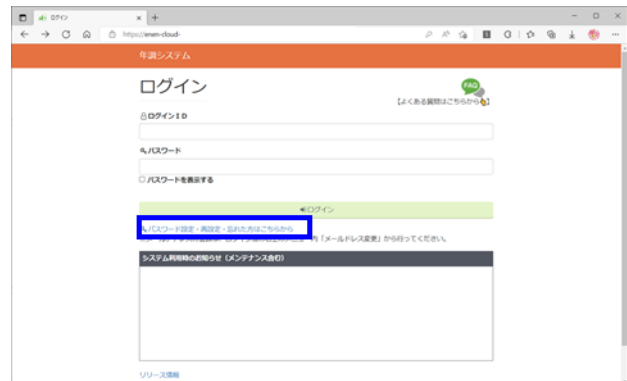 ログイン
https://enen-cloud-
年調システム
ログイン
FAQ
【よくある質問はこちらから】
ログインＩＤ
パスワード
パスワードを表示する
ログイン
パスワード設定・再設定・忘れた方はこちらから
内「メールドレス変更」から行ってください。
システム利用時のお知らせ（メンテナンス含む）
リリース情報